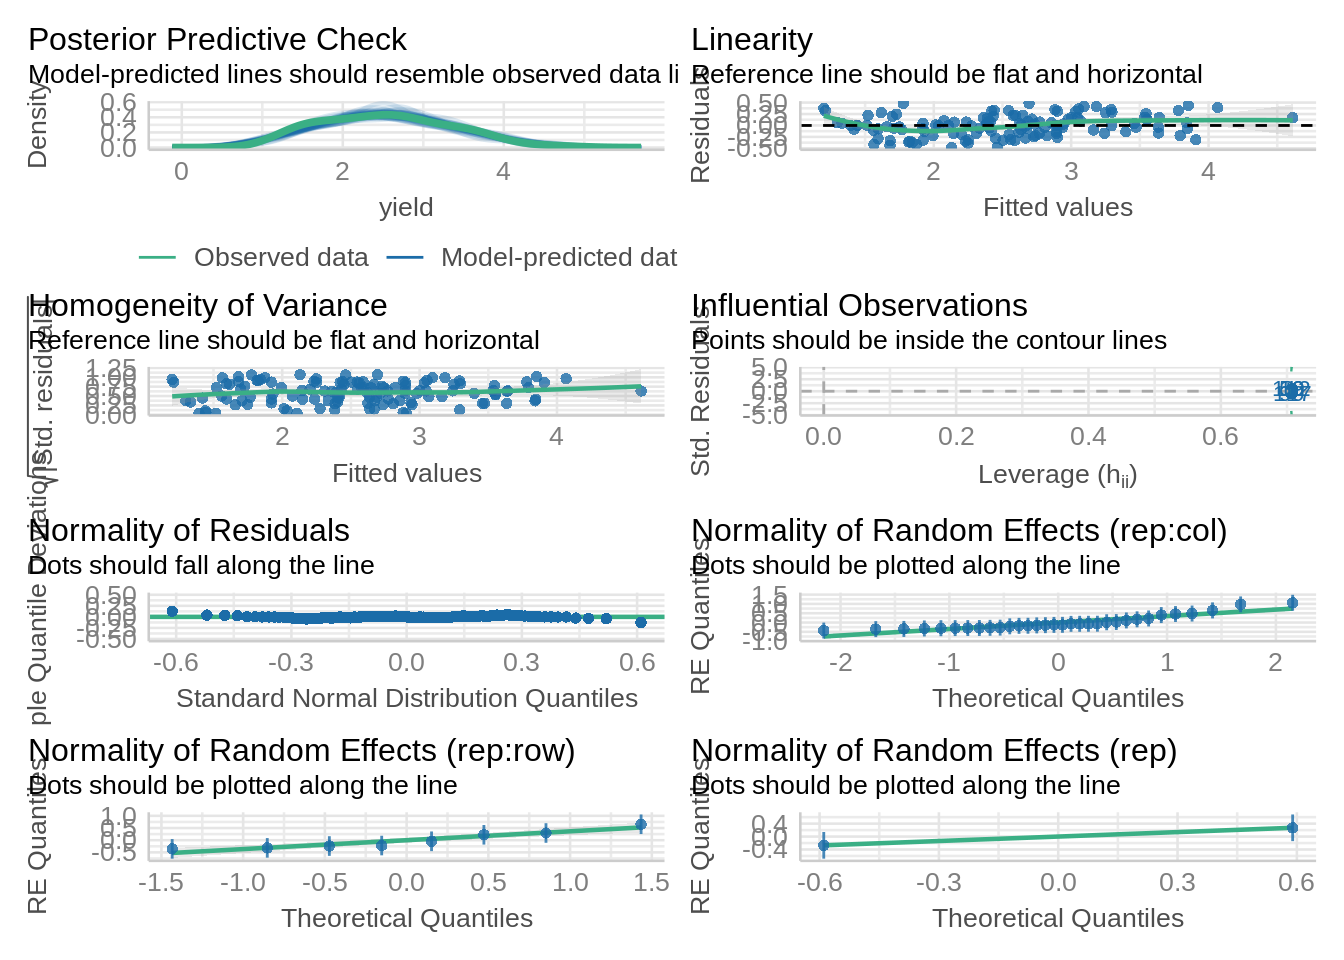 Posterior Predictive Check
Model-predicted lines should resemble observed data li
Density
0.6
0.4
0.2
0.0
0 2 4
yield
Observed data Model-predicted dat
Linearity
Reference line should be flat and horizontal
Residuals
0.50
0.25
0.00
-0.25
-0.50
2 3 4
Fitted values
Homogeneity of Variance
Reference line should be flat and horizontal
√|Std. residuals|
1.25
1.00
0.75
0.50
0.25
0.00
2 3 4
Fitted values
Influential Observations
Points should be inside the contour lines
Std. Residuals
5.0
2.5
0.0
-2.5
-5.0
0.0 0.2 0.4 0.6
Leverage (hii)
Normality of Residuals
Dots should fall along the line
ple Quantile Deviations
0.50
0.25
0.00
-0.25
-0.50
-0.6 -0.3 0.0 0.3 0.6
Standard Normal Distribution Quantiles
Normality of Random Effects (rep:col)
Dots should be plotted along the line
RE Quantiles
1.5
1.0
0.5
0.0
-0.5
-1.0
-2 -1 0 1 2
Theoretical Quantiles
Normality of Random Effects (rep:row)
Dots should be plotted along the line
RE Quantiles
1.0
0.5
0.0
-0.5
-1.5 -1.0 -0.5 0.0 0.5 1.0 1.5
Theoretical Quantiles
Normality of Random Effects (rep)
Dots should be plotted along the line
RE Quantiles
0.4
0.0
-0.4
-0.6 -0.3 0.0 0.3 0.6
Theoretical Quantiles